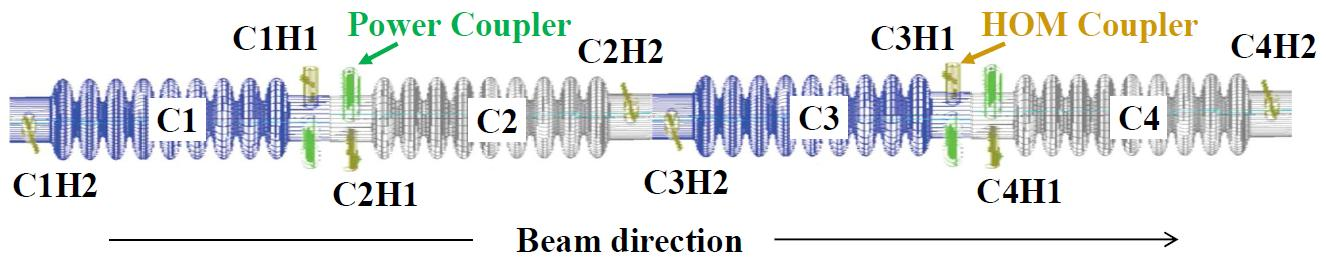 Power Coupler
HOM Coupler
C1H1
C2H2
C3H1
C4H2
C1
C2
C3
C4
C1H2
C2H1
C3H2
C4H1
Beam direction